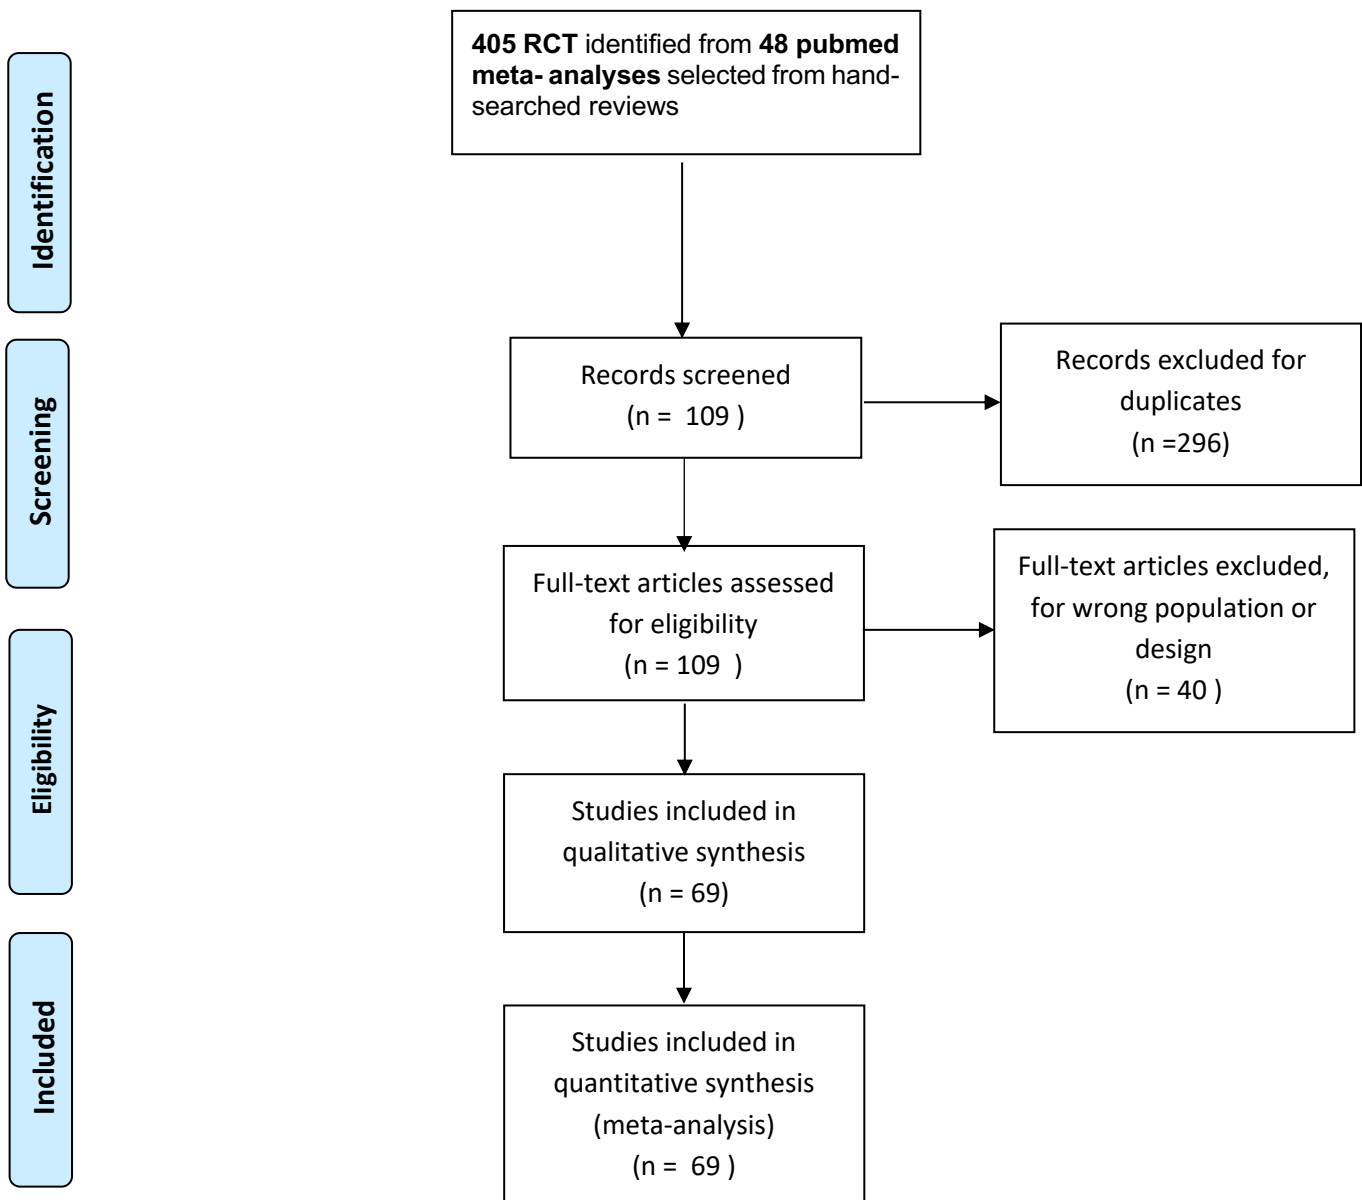 405 RCT identified from 48 pubmed
meta- analyses selected from hand-
searched reviews
Identification
Records screened
(n =  109 )
Records excluded for
duplicates
(n =296)
Screening
Full-text articles assessed
for eligibility
(n = 109  )
Full-text articles excluded,
for wrong population or
design
(n = 40 )
Eligibility
Studies included in
qualitative synthesis
(n = 69)
Included
Studies included in
quantitative synthesis
(meta-analysis)
(n =  69 )